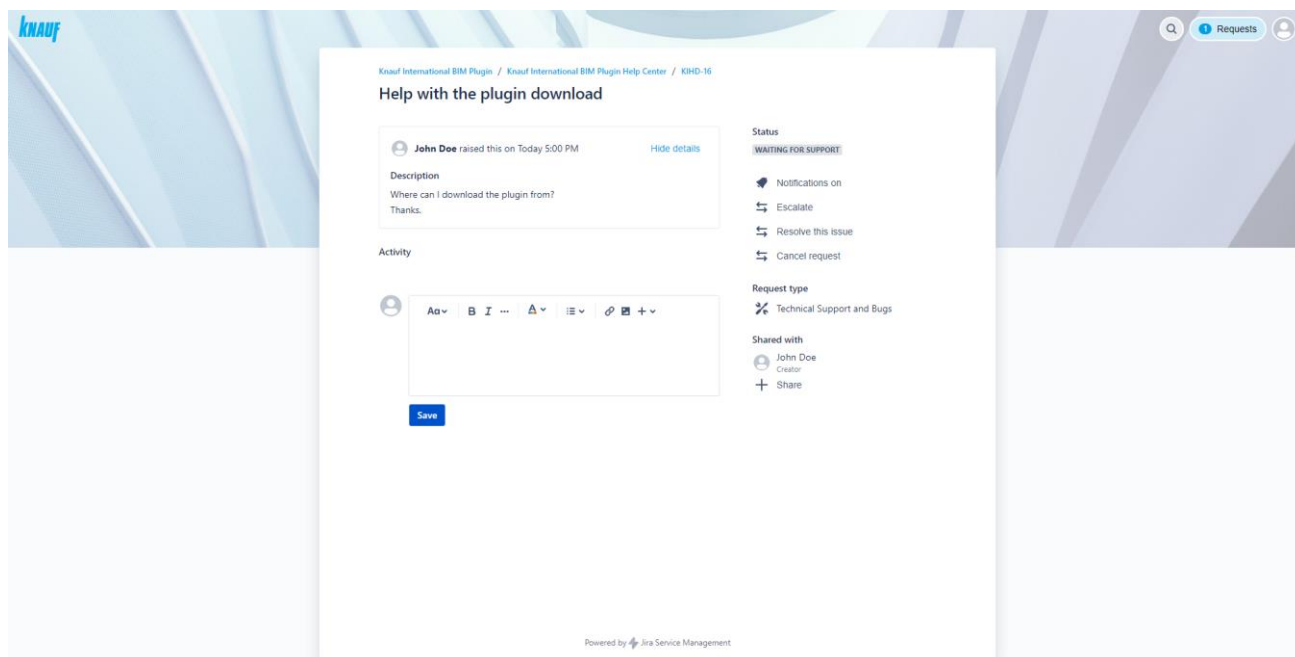 KNAUF
1 Requests
Knauf International BIM Plugin / Knauf International BIM Plugin Help Center / KIHD-16
Help with the plugin download
John Doe raised this on Today 5:00 PM Hide details
Description
Where can I download the plugin from?
Thanks.
Activity
Aa B I ... A
Save
Status
WAITING FOR SUPPORT
Notifications on
Escalate
Resolve this issue
Cancel request
Request type
Technical Support and Bugs
Shared with
John Doe
Creator
Share
Powered by Jira Service Management